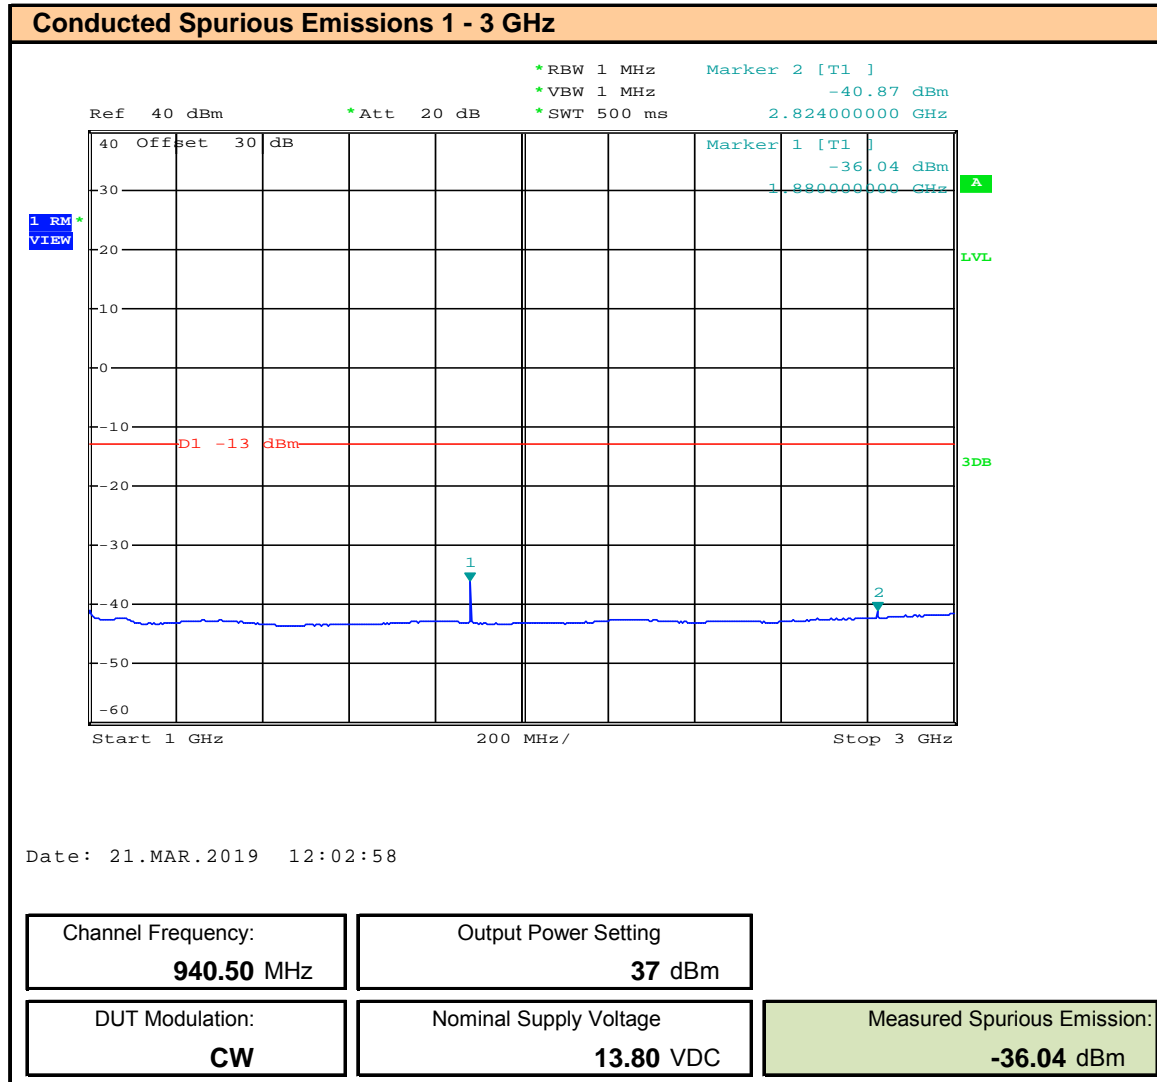 Conducted Spurious Emissions 1 - 3 GHz
*RBW 1 MHz Marker 2 [T1 ]
*VBW 1 MHz -40.87 dBm
Ref 40 dBm *Att 20 dB *SWT 500 ms 2.824000000 GHz
40 Offset 30 dB Marker 1 [T1 ]
-36.04 dBm
30 1.880000000 GHz A
1 RM *
VIEW
20
LVL
10
0
-10
D1 -13 dBm
3DB
-20
-30
1
2
-40
-50
-60
Start 1 GHz 200 MHz/ Stop 3 GHz
Date: 21.MAR.2019 12:02:58
Channel Frequency: Output Power Setting
940.50 MHz 37 dBm
DUT Modulation: Nominal Supply Voltage Measured Spurious Emission:
CW 13.80 VDC -36.04 dBm